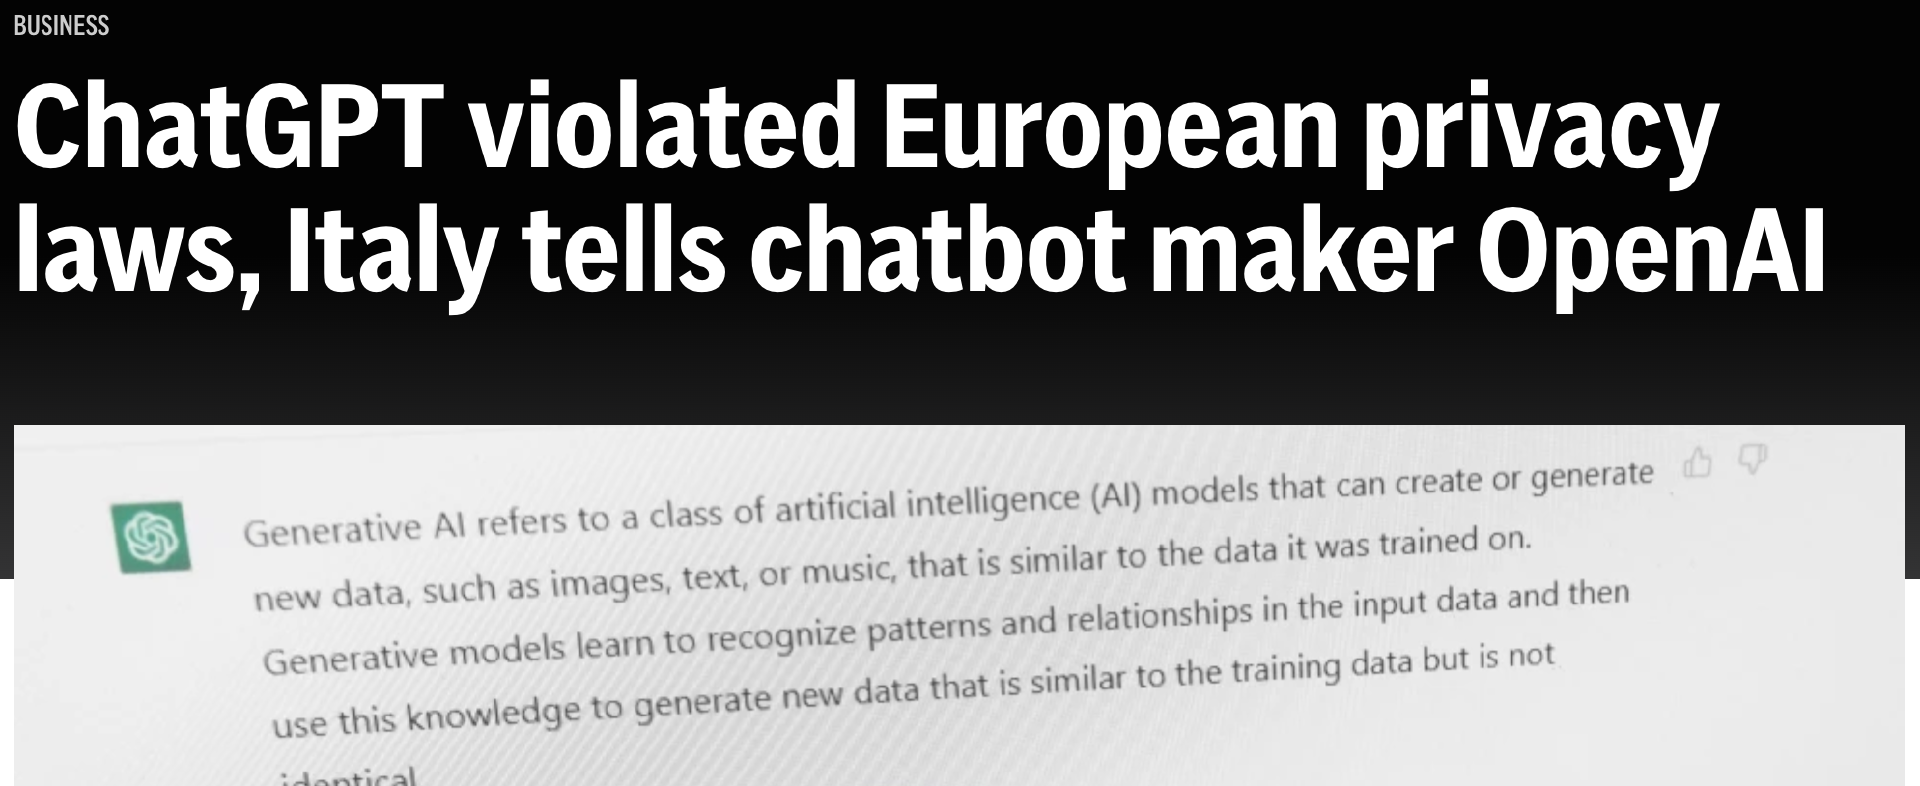 BUSINESS
ChatGPT violated European privacy
laws, Italy tells chatbot maker OpenAI
Generative AI refers to a class of artificial intelligence (AI) models that can create or generate
new data, such as images, text, or music, that is similar to the data it was trained on.
Generative models learn to recognize patterns and relationships in the input data and then
use this knowledge to generate new data that is similar to the training data but is not
identical